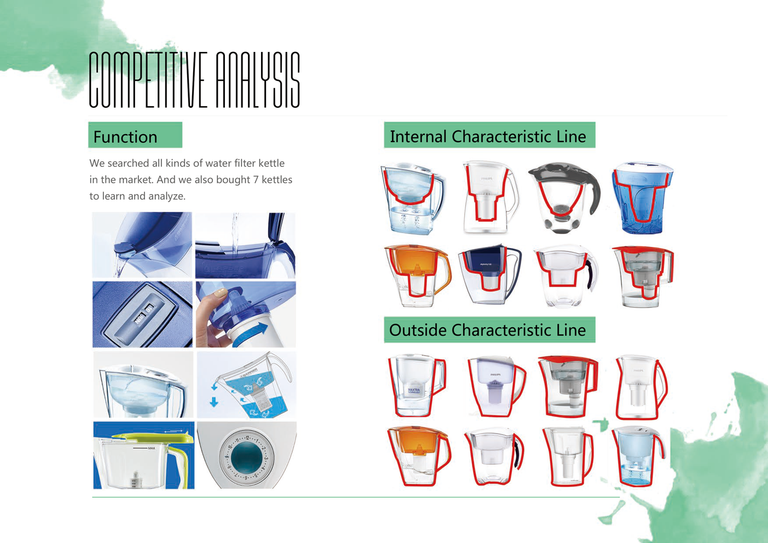 COMPETITIVE ANALYSIS
Function
We searched all kinds of water filter kettle
in the market. And we also bought 7 kettles
to learn and analyze.
Internal Characteristic Line
Outside Characteristic Line